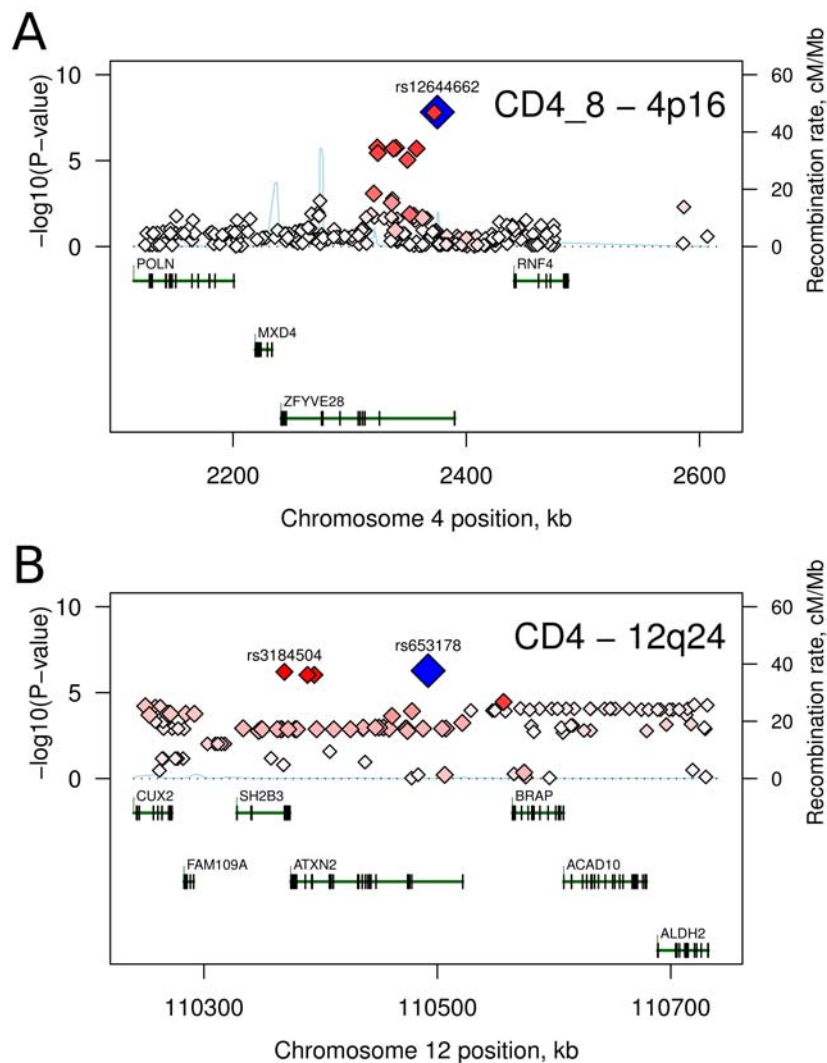 A
rs12644662
CD4_8 – 4p16
10
5
0
–log10(P–value)
60
40
20
0
Recombination rate, cM/Mb
POLN
RNF4
MXD4
ZFYVE28
2200
2400
2600
Chromosome 4 position, kb
B
rs3184504
rs653178
CD4 – 12q24
10
5
0
–log10(P–value)
60
40
20
0
Recombination rate, cM/Mb
CUX2
SH2B3
BRAP
FAM109A
ATXN2
ACAD10
ALDH2
110300
110500
110700
Chromosome 12 position, kb